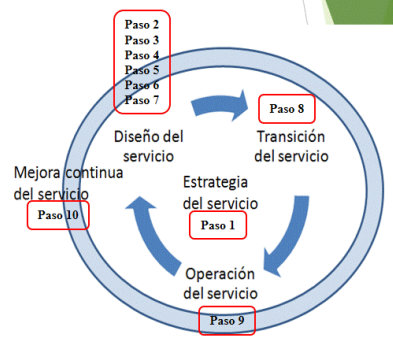 Paso 2
Paso 3
Paso 4
Paso 5
Paso 6
Paso 7
Diseño del
servicio
Paso 8
Transición
del servicio
Mejora continua
del servicio
Paso 10
Estrategia
del servicio
Paso 1
Operación
del servicio
Paso 9